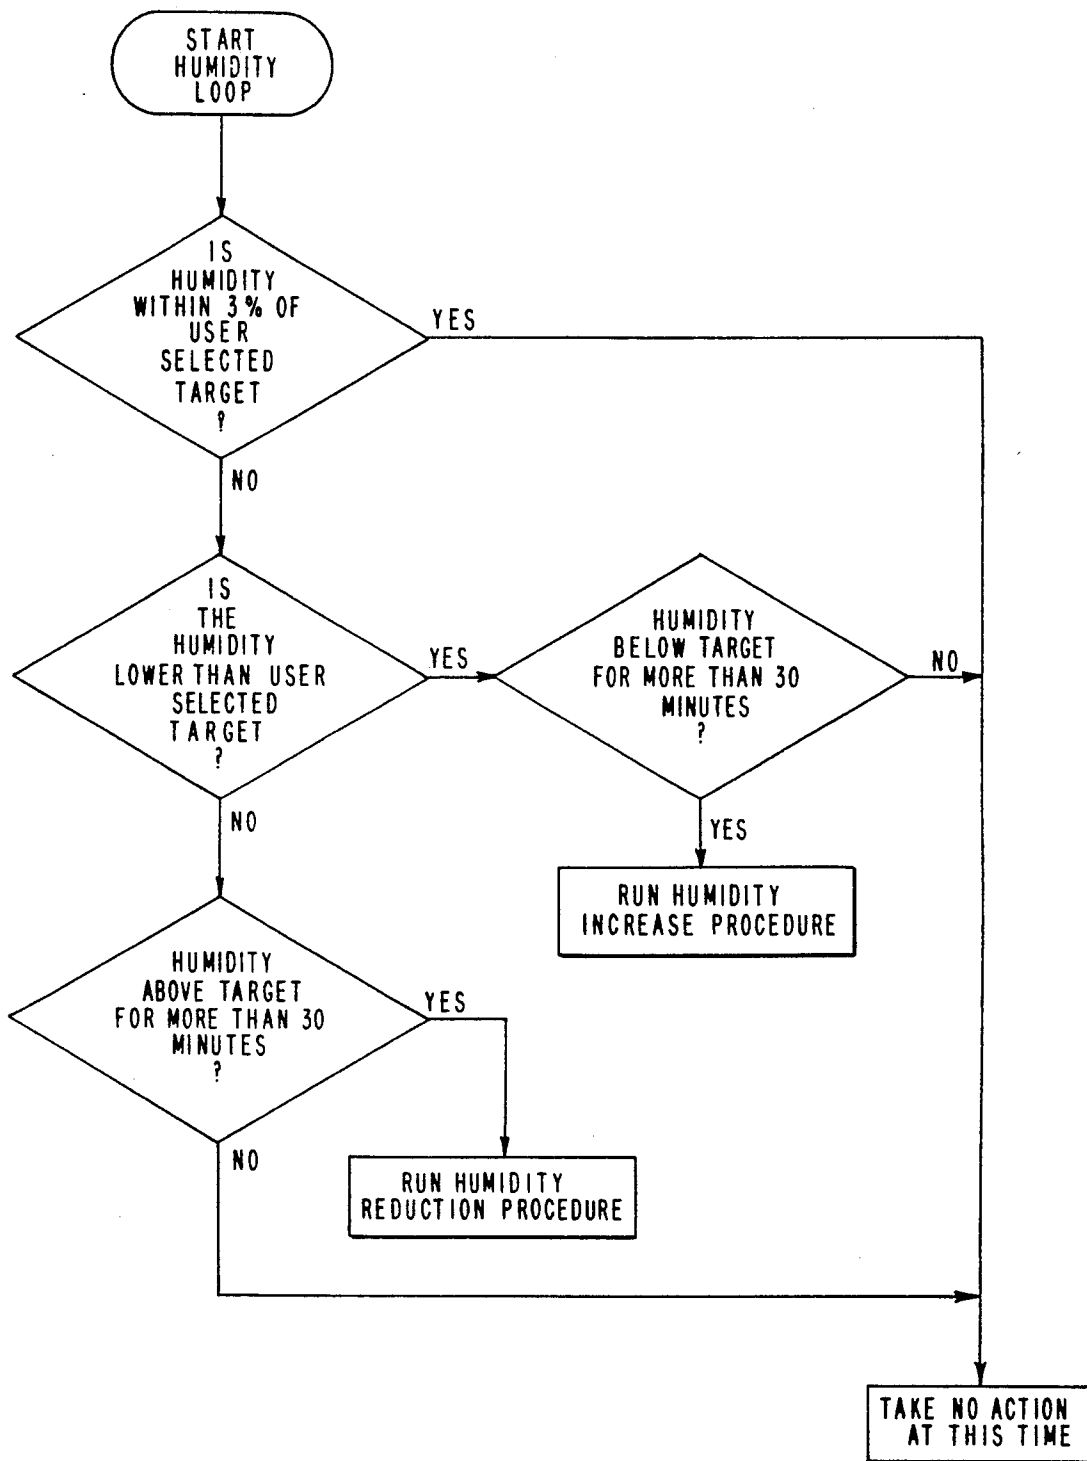 START
HUMIDITY
LOOP
IS
HUMIDITY
WITHIN 3% OF
USER
SELECTED
TARGET
?
YES
NO
IS
THE
HUMIDITY
LOWER THAN USER
SELECTED
TARGET
?
YES
HUMIDITY
BELOW TARGET
FOR MORE THAN 30
MINUTES
?
NO
NO
YES
RUN HUMIDITY
INCREASE PROCEDURE
HUMIDITY
ABOVE TARGET
FOR MORE THAN 30
MINUTES
?
YES
NO
RUN HUMIDITY
REDUCTION PROCEDURE
TAKE NO ACTION
AT THIS TIME